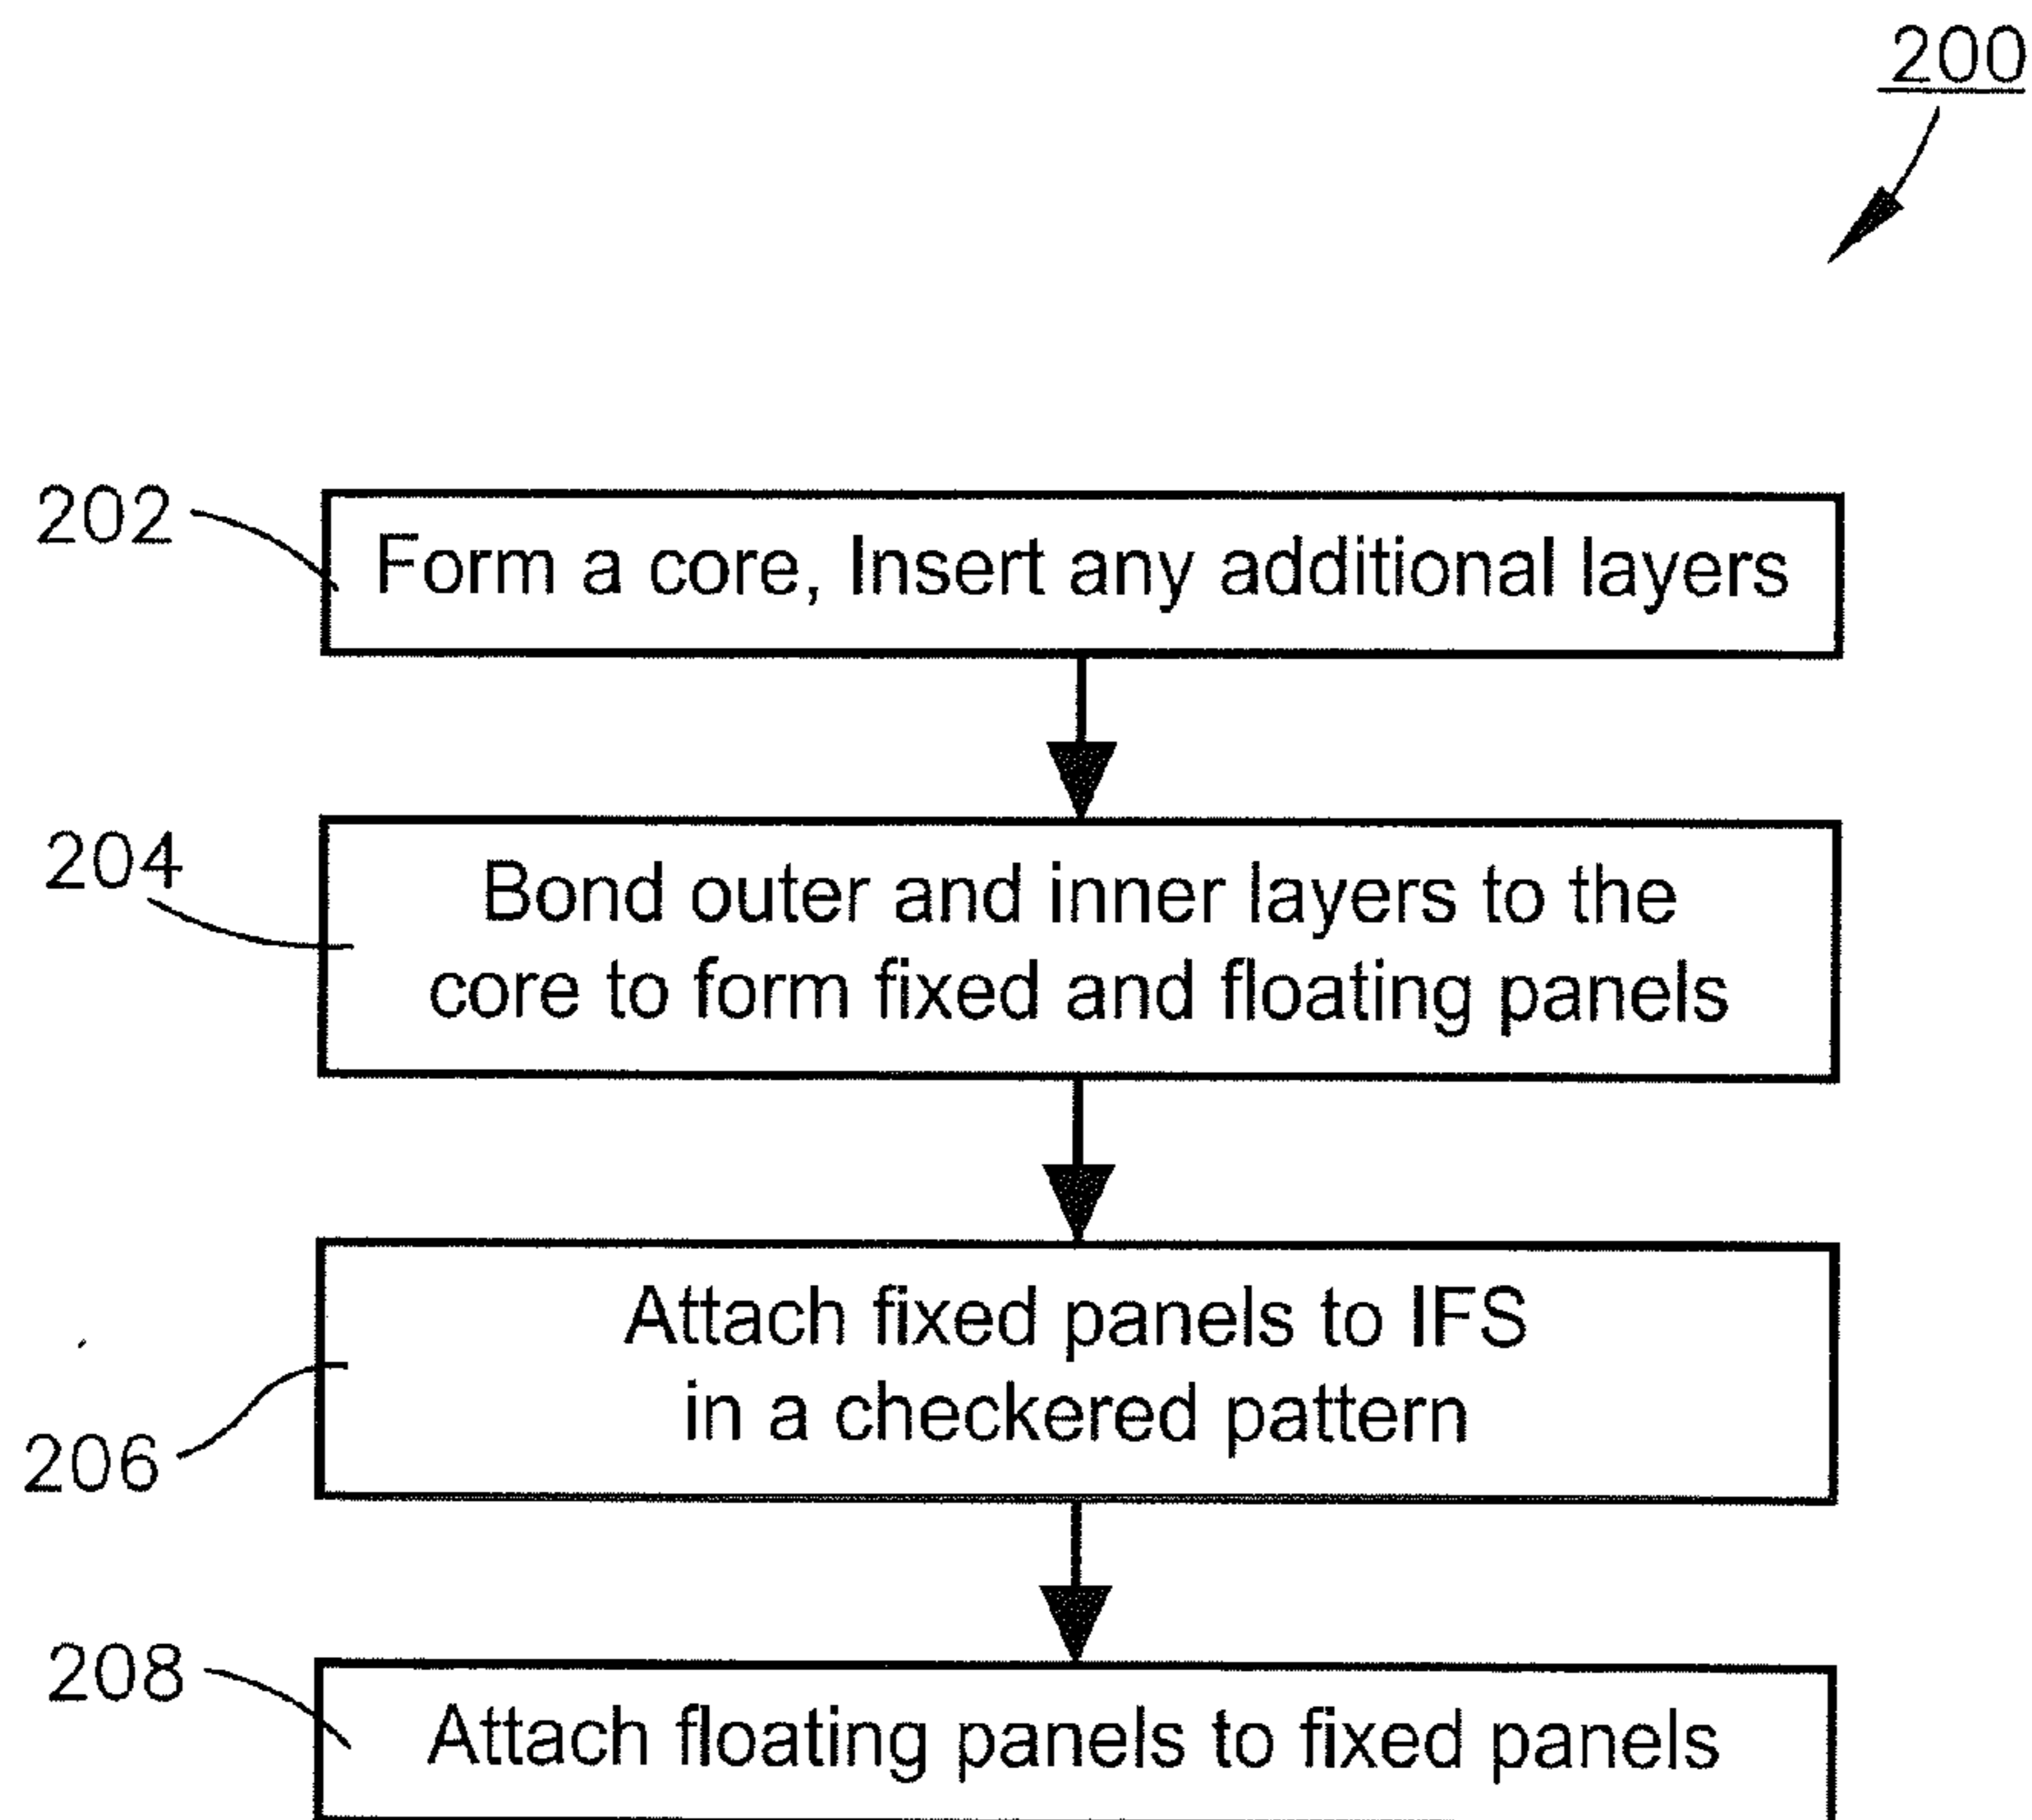 200
202
Form a core, Insert any additional layers
204
Bond outer and inner layers to the
core to form fixed and floating panels
206
Attach fixed panels to IFS
in a checkered pattern
208
Attach floating panels to fixed panels